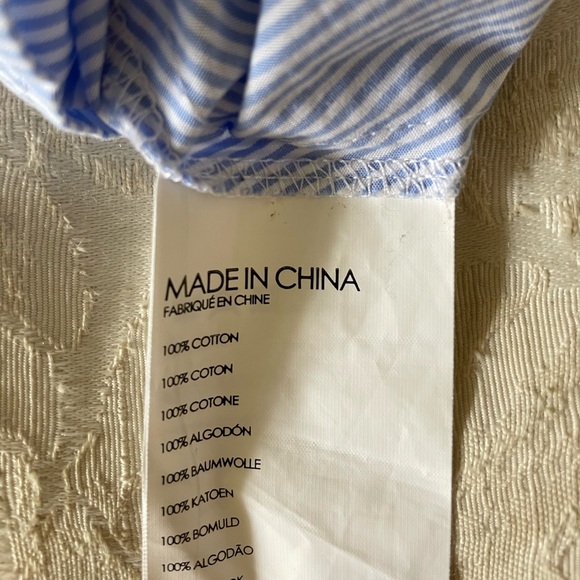 MADE IN CHINA
FABRIQUÉ EN CHINE
100% COTTON
100% COTON
100% COTONE
100% ALGODÓN
100% BAUMWOLLE
100% KATOEN
100% BOMULD
100% ALGODÃO